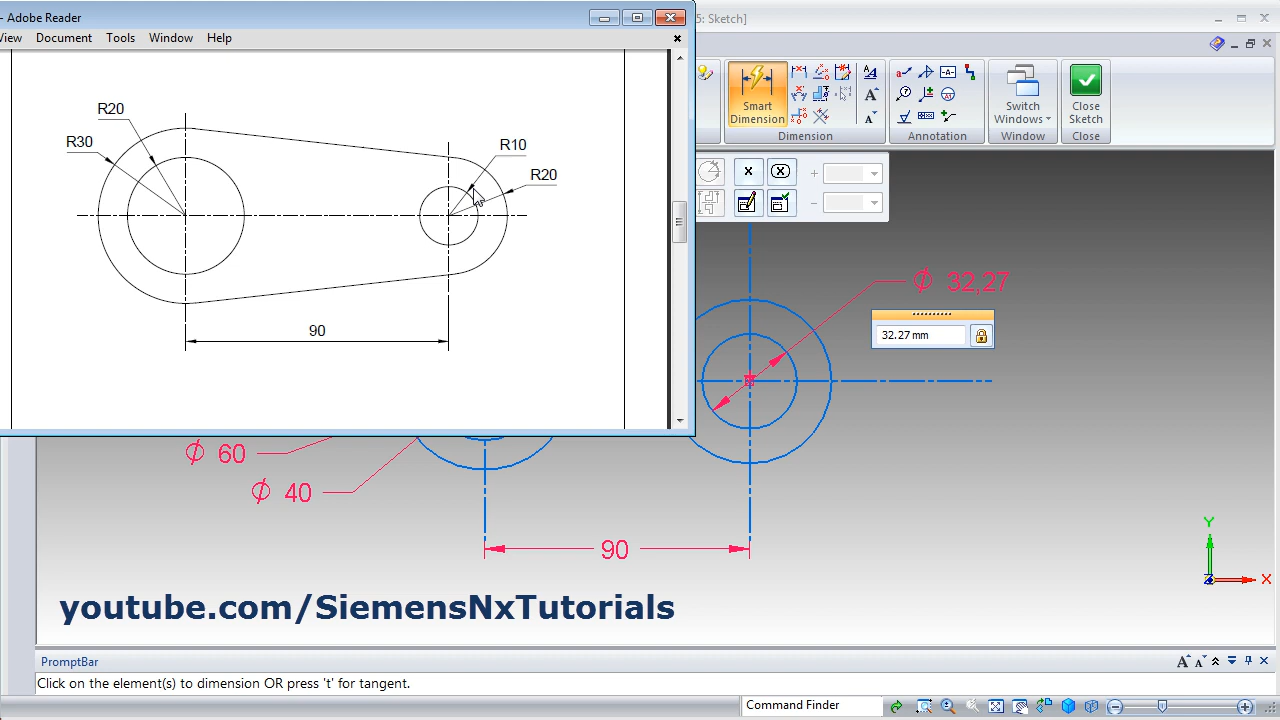 - Adobe Reader
View Document Tools Window Help
5: Sketch]
R20
R30
R10
R20
90
Smart
Dimension
Dimension
Annotation
Switch
Windows
Window
Close
Sketch
Close
+
−
Φ 32,27
32.27 mm
Φ 60
Φ 40
90
Y
Z
X
youtube.com/SiemensNxTutorials
PromptBar
Click on the element(s) to dimension OR press 't' for tangent.
Command Finder